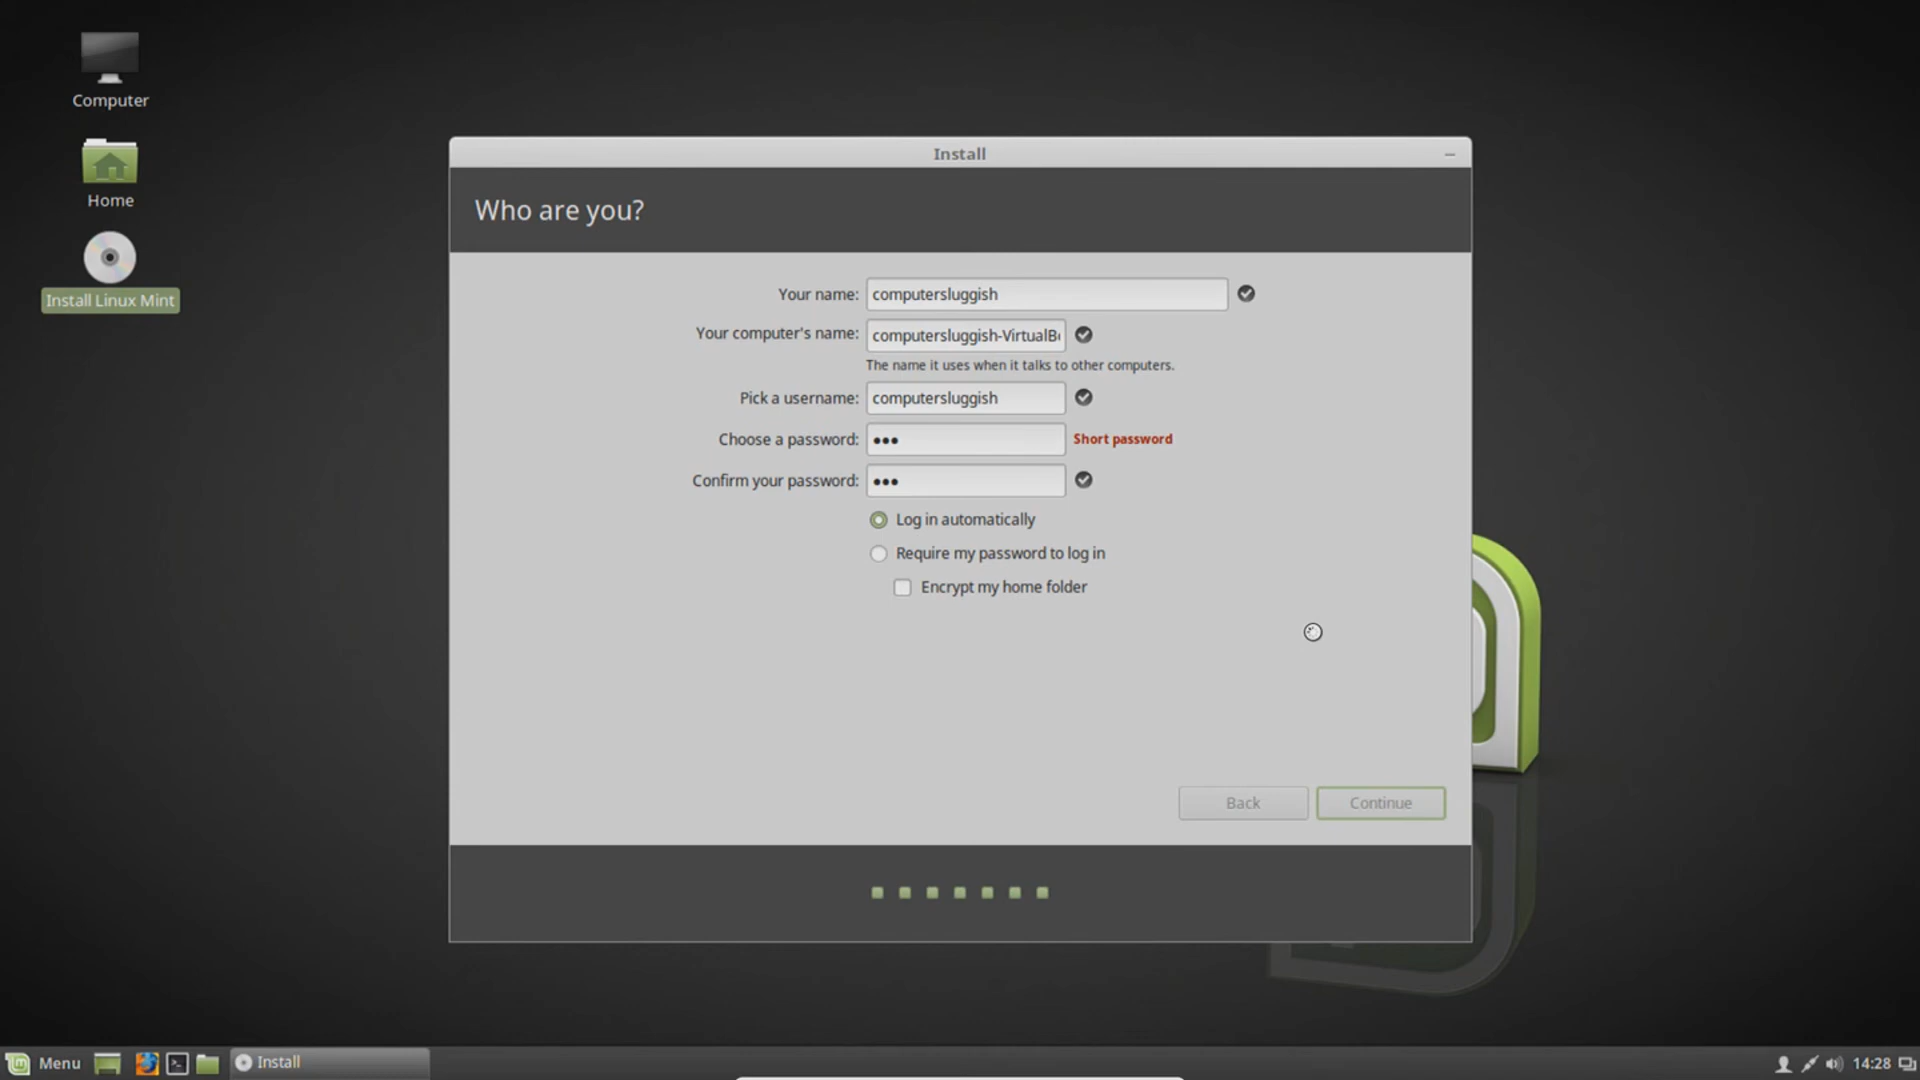 Computer
Home
Install Linux Mint
Install
Who are you?
Your name: computersluggish
Your computer's name: computersluggish-VirtualB
The name it uses when it talks to other computers.
Pick a username: computersluggish
Choose a password: ●●● Short password
Confirm your password: ●●●
Log in automatically
Require my password to log in
Encrypt my home folder
Back Continue
Menu Install 14:28